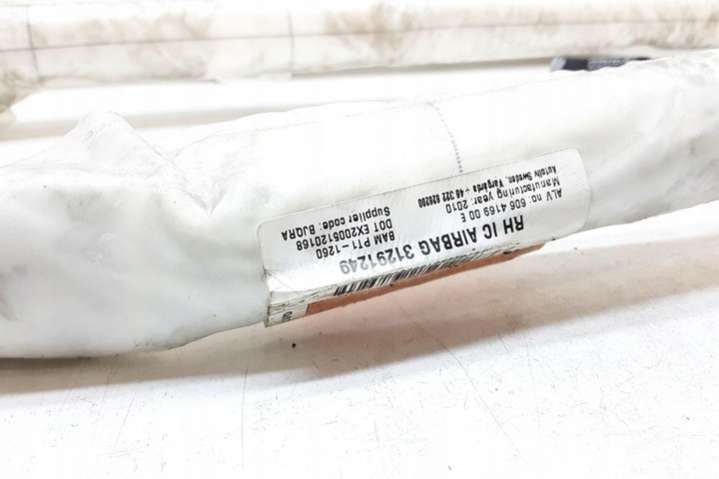 ALV no: 606 4169 00 E
Manufacturing year: 2010
Autoliv Sweden, Vårgårda - 46 322 626200
RH IC AIRBAG 31291249
BAM PT1-1260
DOT EX2005120168
Supplier code: BJQRA